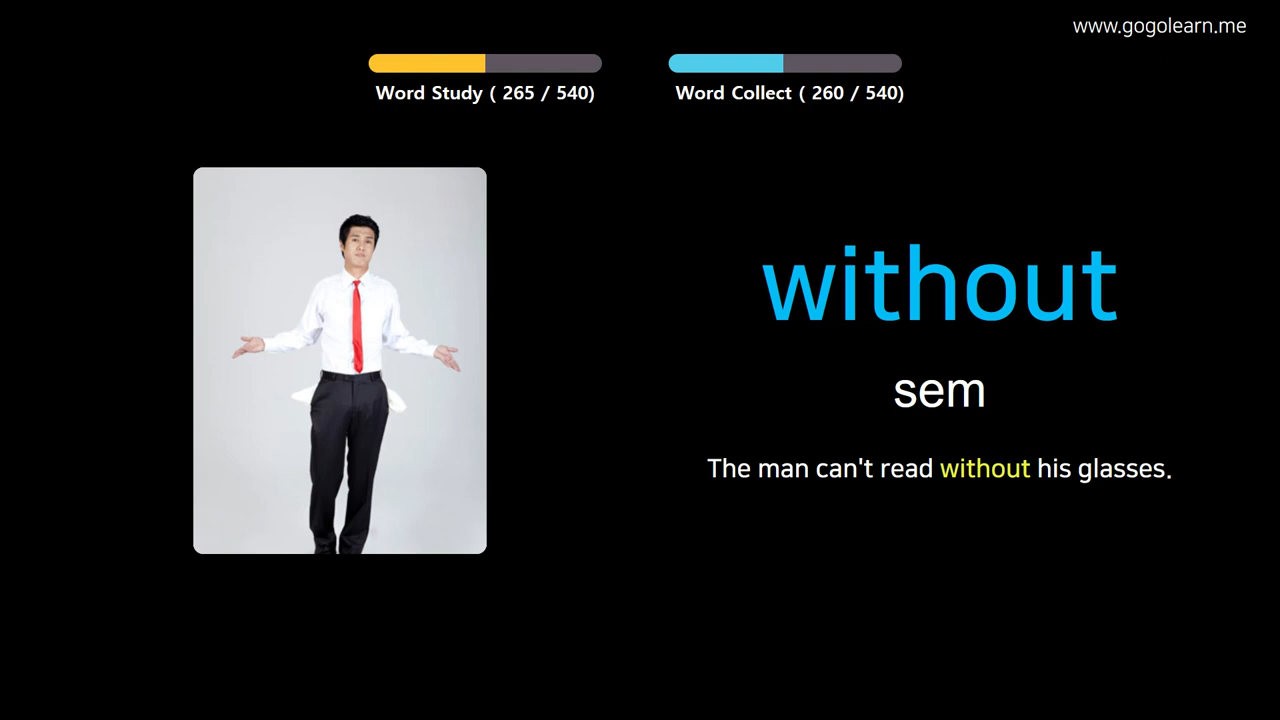 www.gogolearn.me
Word Study ( 265 / 540)
Word Collect ( 260 / 540)
without
sem
The man can't read without his glasses.